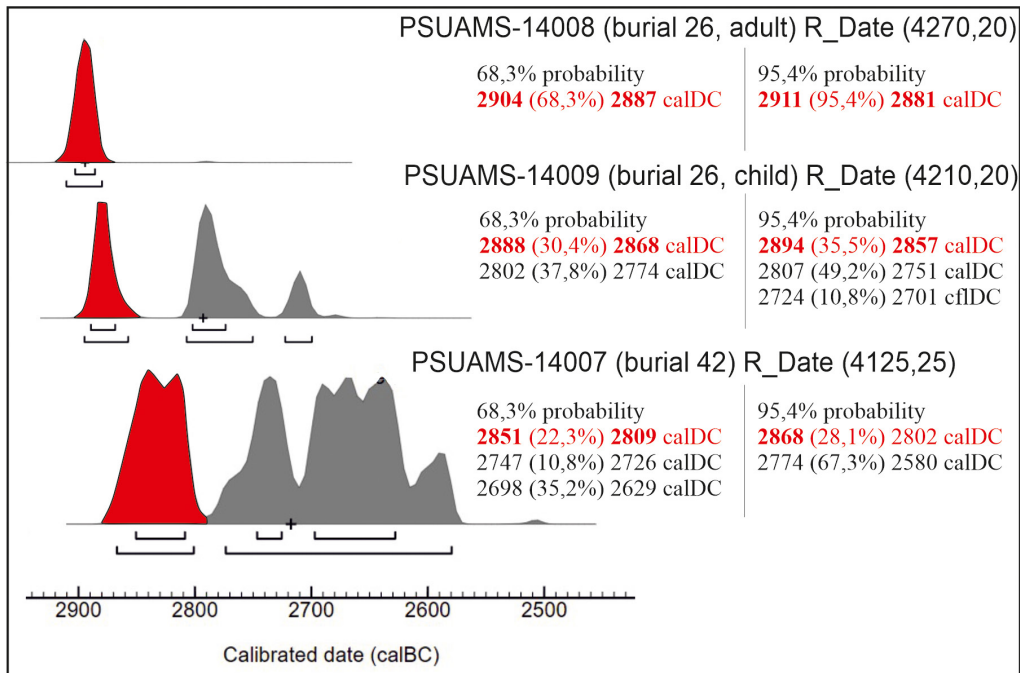 PSUAMS-14008 (burial 26, adult) R_Date (4270,20)
68,3% probability
2904 (68,3%) 2887 calDC
95,4% probability
2911 (95,4%) 2881 calDC
PSUAMS-14009 (burial 26, child) R_Date (4210,20)
68,3% probability
2888 (30,4%) 2868 calDC
2802 (37,8%) 2774 calDC
95,4% probability
2894 (35,5%) 2857 calDC
2807 (49,2%) 2751 calDC
2724 (10,8%) 2701 cflDC
PSUAMS-14007 (burial 42) R_Date (4125,25)
68,3% probability
2851 (22,3%) 2809 calDC
2747 (10,8%) 2726 calDC
2698 (35,2%) 2629 calDC
95,4% probability
2868 (28,1%) 2802 calDC
2774 (67,3%) 2580 calDC
2900 2800 2700 2600 2500
Calibrated date (calBC)